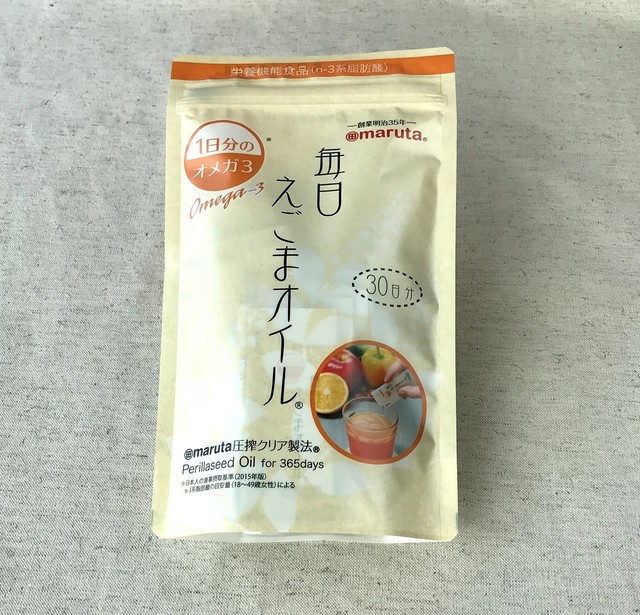 栄養機能食品(n-3系脂肪酸)
創業明治35年
maruta®
1日分の※
オメガ3
Omega-3
毎日
えごまオイル®
30日分
maruta圧搾クリア製法®
Perillaseed Oil for 365days
※日本人の食事摂取基準(2015年版)
n-3系脂肪酸の目安量(18～49歳女性)による